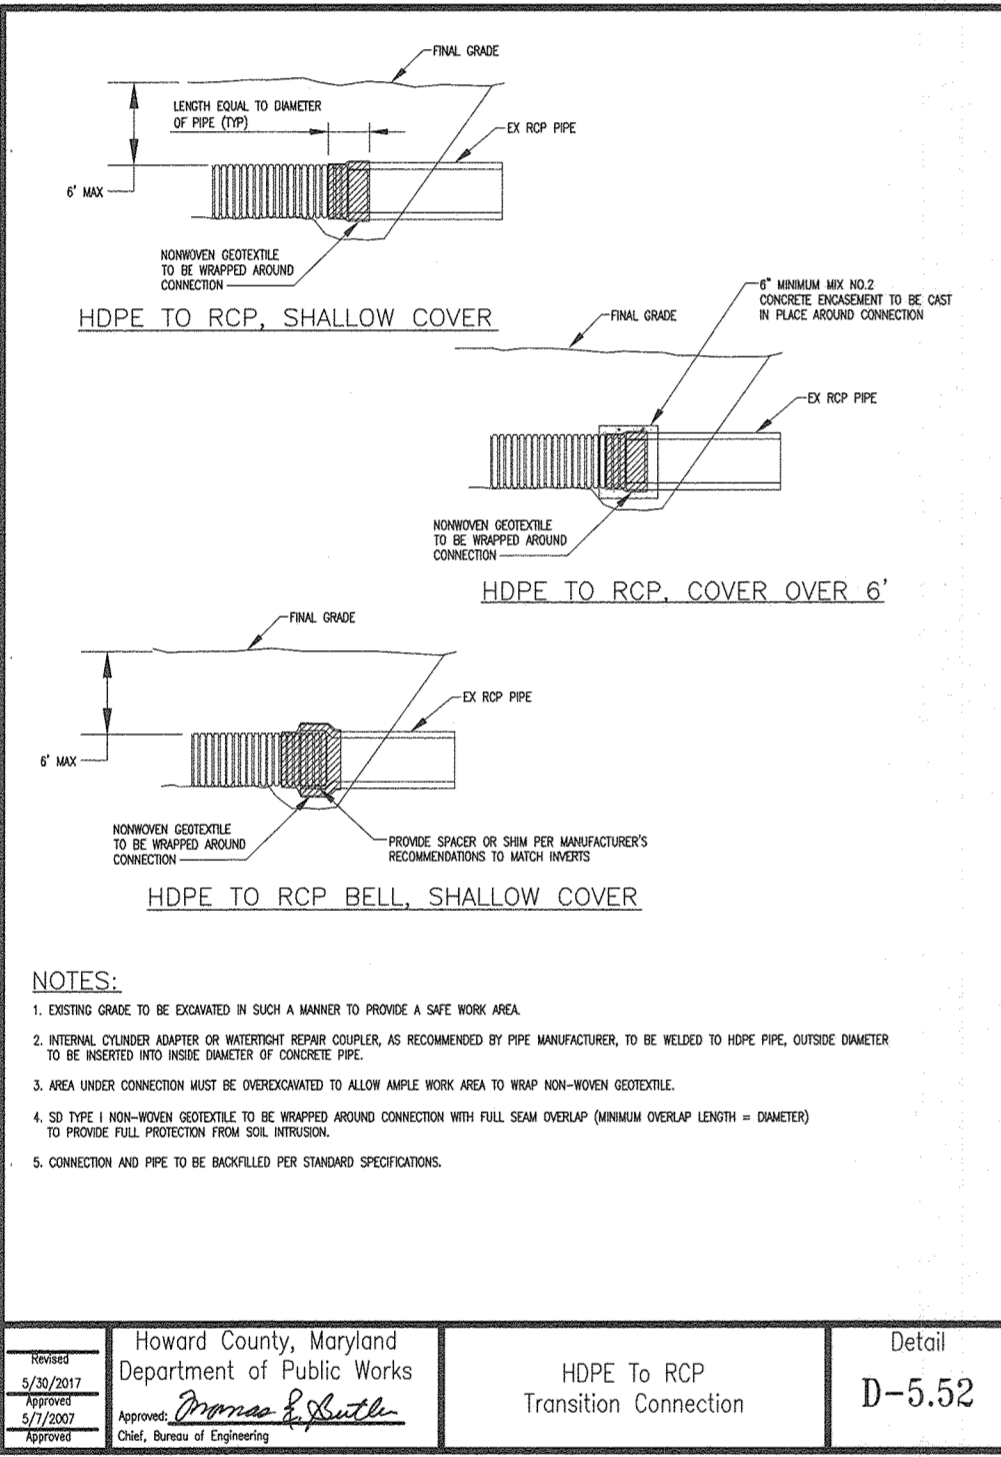 FINAL GRADE
LENGTH EQUAL TO DIAMETER
OF PIPE (TYP)
EX RCP PIPE
6' MAX
NONWOVEN GEOTEXTILE
TO BE WRAPPED AROUND
CONNECTION
HDPE TO RCP, SHALLOW COVER
6" MINIMUM MIX NO.2
CONCRETE ENCASEMENT TO BE CAST
IN PLACE AROUND CONNECTION
FINAL GRADE
EX RCP PIPE
NONWOVEN GEOTEXTILE
TO BE WRAPPED AROUND
CONNECTION
HDPE TO RCP, COVER OVER 6'
FINAL GRADE
EX RCP PIPE
6' MAX
NONWOVEN GEOTEXTILE
TO BE WRAPPED AROUND
CONNECTION
PROVIDE SPACER OR SHIM PER MANUFACTURER'S
RECOMMENDATIONS TO MATCH INVERTS
HDPE TO RCP BELL, SHALLOW COVER
NOTES:
1. EXISTING GRADE TO BE EXCAVATED IN SUCH A MANNER TO PROVIDE A SAFE WORK AREA.
2. INTERNAL CYLINDER ADAPTER OR WATERTIGHT REPAIR COUPLER, AS RECOMMENDED BY PIPE MANUFACTURER, TO BE WELDED TO HDPE PIPE, OUTSIDE DIAMETER
TO BE INSERTED INTO INSIDE DIAMETER OF CONCRETE PIPE.
3. AREA UNDER CONNECTION MUST BE OVEREXCAVATED TO ALLOW AMPLE WORK AREA TO WRAP NON-WOVEN GEOTEXTILE.
4. SD TYPE I NON-WOVEN GEOTEXTILE TO BE WRAPPED AROUND CONNECTION WITH FULL SEAM OVERLAP (MINIMUM OVERLAP LENGTH = DIAMETER)
TO PROVIDE FULL PROTECTION FROM SOIL INTRUSION.
5. CONNECTION AND PIPE TO BE BACKFILLED PER STANDARD SPECIFICATIONS.
Revised
5/30/2017
Approved
5/7/2007
Approved
Howard County, Maryland
Department of Public Works
Approved: Thomas E. Butler
Chief, Bureau of Engineering
HDPE To RCP
Transition Connection
Detail
D-5.52